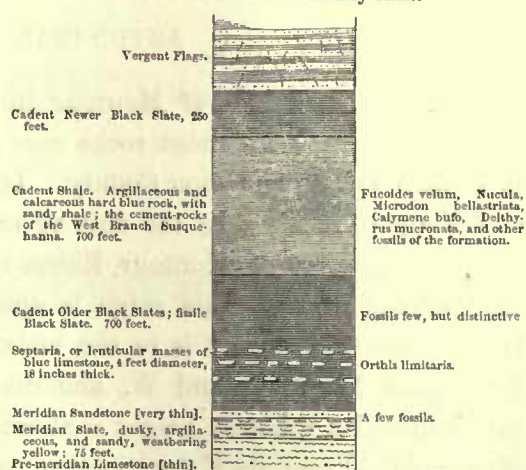 Vergent Flags.
Cadent Newer Black Slate, 250
feet.
Cadent Shale. Argillaceous and
calcareous hard blue rock, with
sandy shale ; the cement-rocks
of the West Branch Susque-
hanna. 700 feet.
Fucoides velum, Nucula,
Microdon bellastriata,
Calymene bufo, Delthy-
rus mucronata, and other
fossils of the formation.
Cadent Older Black Slates ; fissile
Black Slate. 700 feet.
Fossils few, but distinctive
Septaria, or lenticular masses of
blue limestone, 4 feet diameter,
18 inches thick.
Orthis limitaris.
Meridian Sandstone [very thin].
A few fossils.
Meridian Slate, dusky, argilla-
ceous, and sandy, weathering
yellow ; 75 feet.
Pre-meridian Limestone [thin].